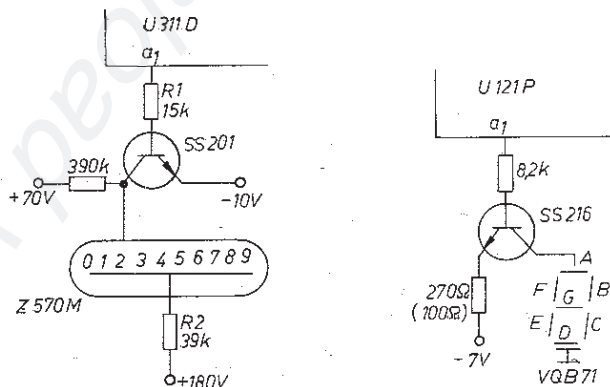 U311D
a1
R1
15k
SS201
390k
+70V
-10V
0 1 2 3 4 5 6 7 8 9
Z570M
R2
39k
+180V
U121P
a1
8,2k
SS216
A
F G B
E D C
270Ω
(100Ω)
-7V
VQB71